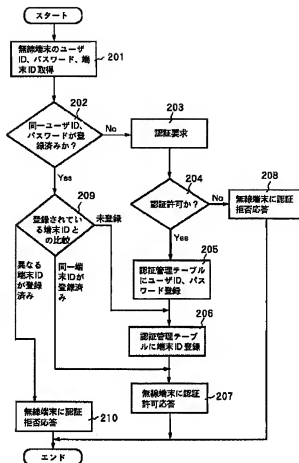 スタート
無線端末のユーザ
ID、パスワード、端
末ID取得
201
202
同一ユーザID、
パスワードが登
録済みか？
No
Yes
203
認証要求
204
認証許可か？
No
Yes
208
無線端末に認証
拒否応答
209
登録されてい
る端末IDと
の比較
未登録
異なる
端末ID
が登録
済み
同一端
末IDが
登録済
み
205
認証管理テーブル
にユーザID、パス
ワード登録
206
認証管理テーブ
ルに端末ID登録
207
無線端末に認証
許可応答
無線端末に認証
拒否応答
210
エンド